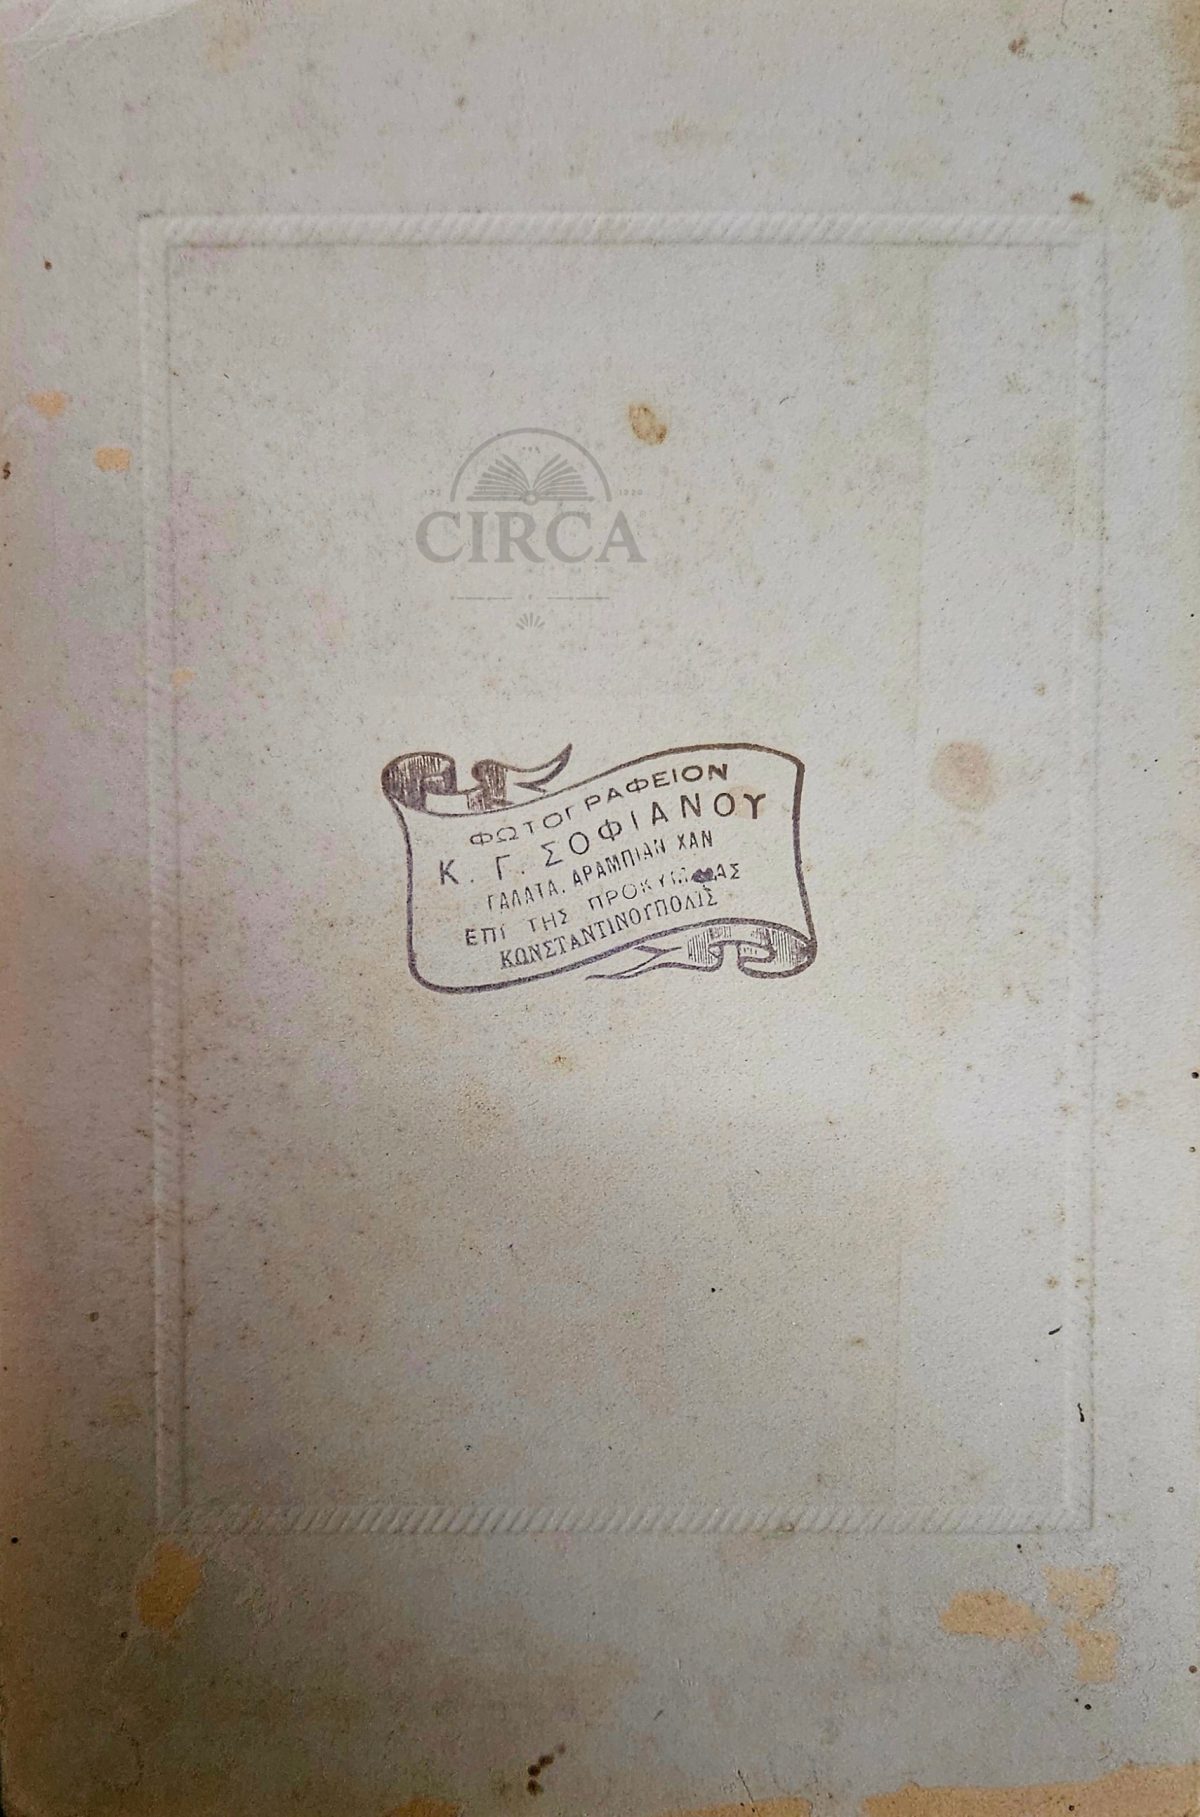 CIRCA
ΦΩΤΟΓΡΑΦΕΙΟΝ
Κ. Γ. ΣΟΦΙΑΝΟΥ
ΓΑΛΑΤΑ. ΑΡΑΜΠΙΑΝ ΧΑΝ
ΕΠΙ ΤΗΣ
ΚΩΝΣΤΑΝΤΙΝΟΥΠΟΛΙΣ